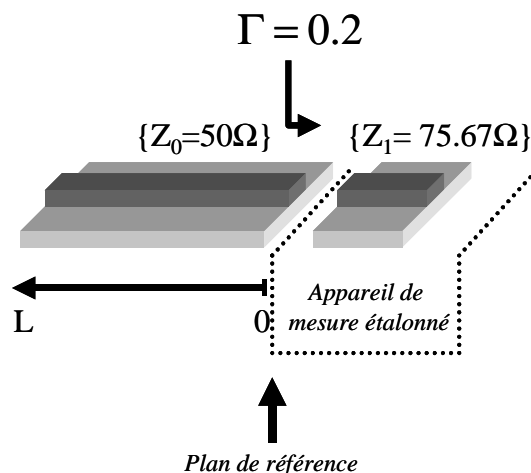 Γ = 0.2
{Z₀=50Ω} {Z₁= 75.67Ω}
L
0
Appareil de
mesure étalonné
Plan de référence